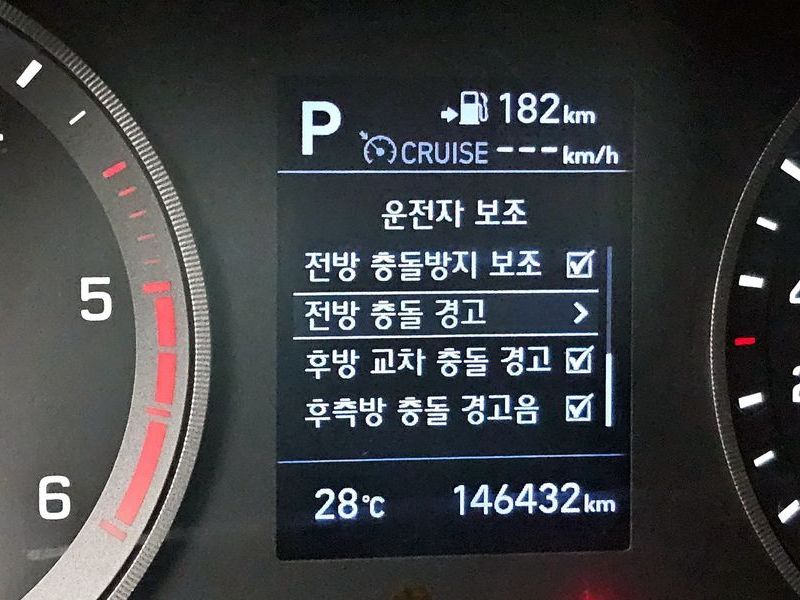 P
182km
CRUISE ---km/h
운전자 보조
전방 충돌방지 보조
전방 충돌 경고 >
후방 교차 충돌 경고
후측방 충돌 경고음
28℃ 146432km
5
6